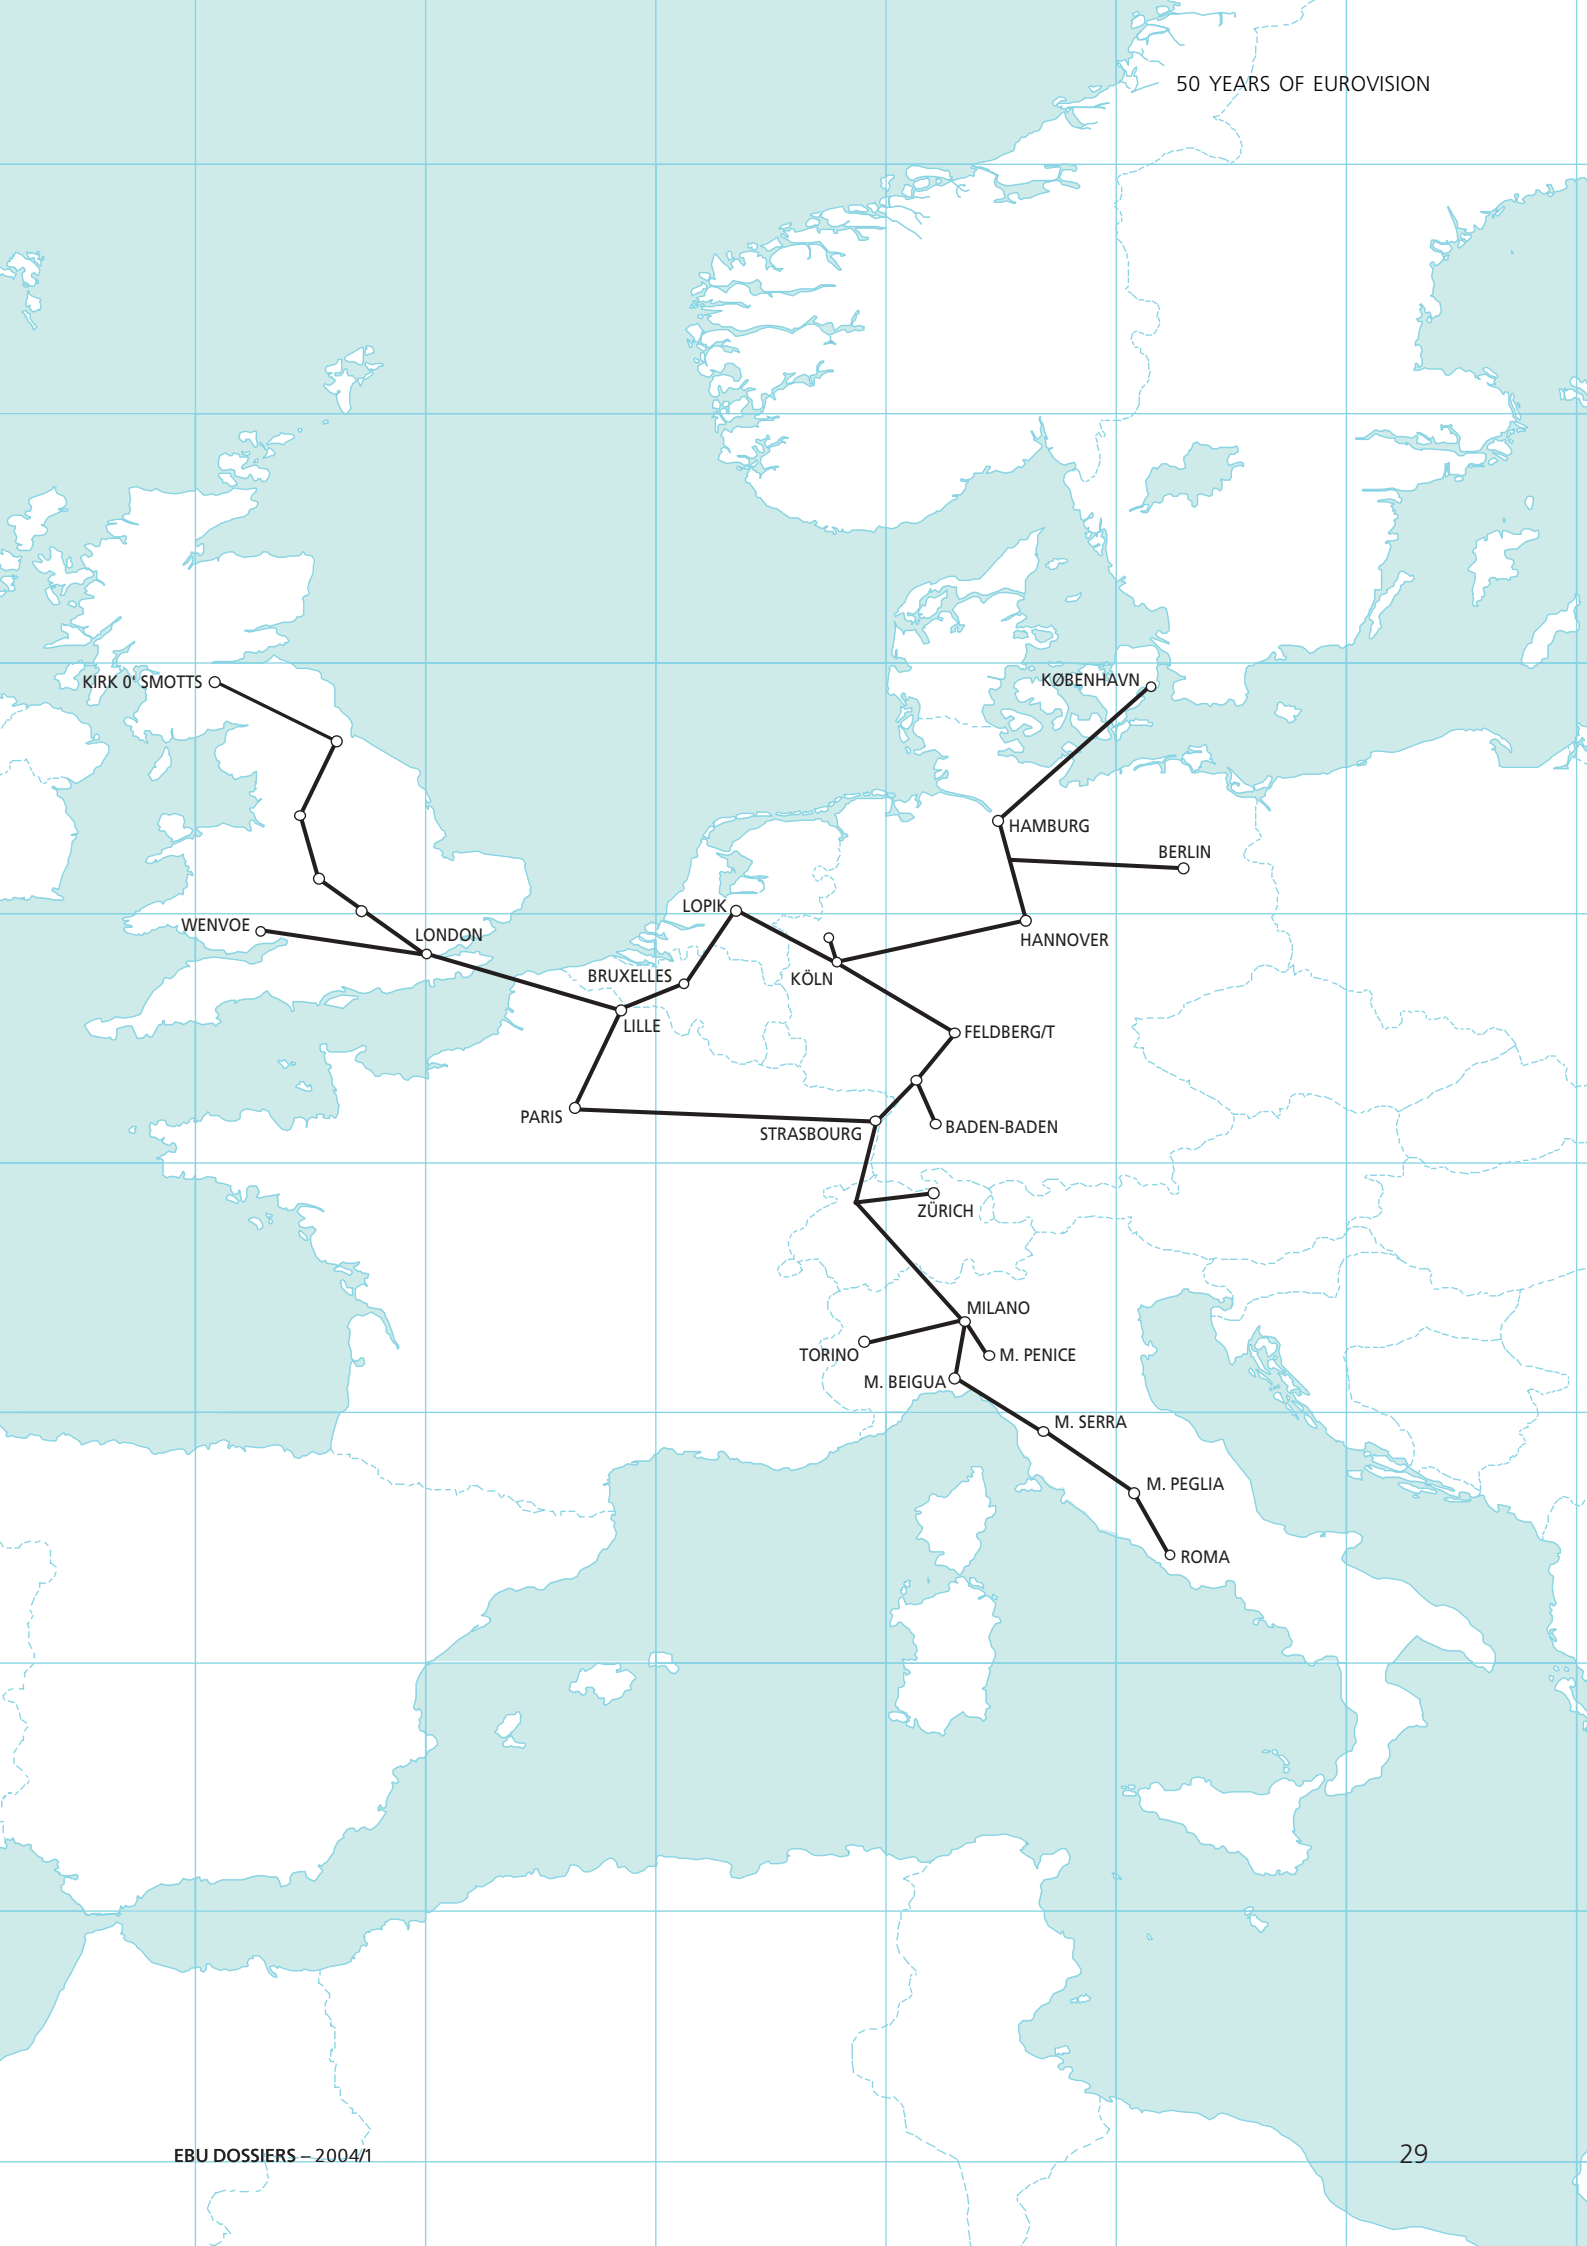 50 YEARS OF EUROVISION
KIRK 0' SMOTTS
KØBENHAVN
HAMBURG
BERLIN
LOPIK
WENVOE
LONDON
HANNOVER
BRUXELLES
KÖLN
LILLE
FELDBERG/T
PARIS
STRASBOURG
BADEN-BADEN
ZÜRICH
MILANO
TORINO
M. PENICE
M. BEIGUA
M. SERRA
M. PEGLIA
ROMA
EBU DOSSIERS – 2004/1
29